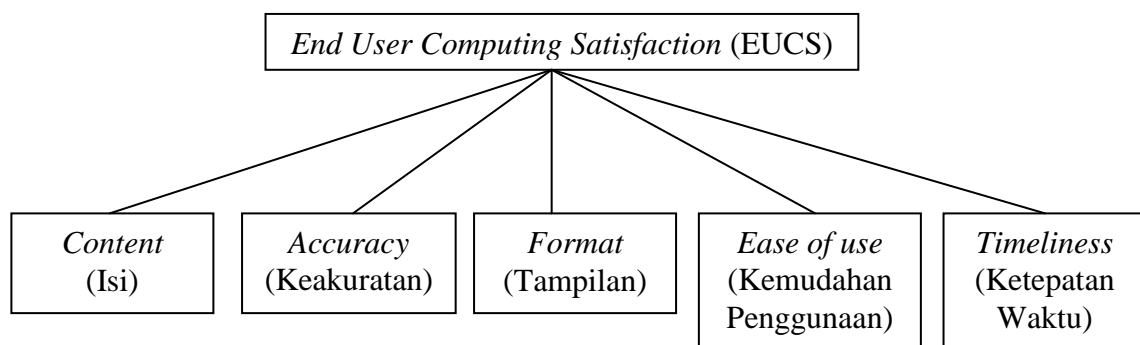 End User Computing Satisfaction (EUCS)
Content
(Isi)
Accuracy
(Keakuratan)
Format
(Tampilan)
Ease of use
(Kemudahan
Penggunaan)
Timeliness
(Ketepatan
Waktu)